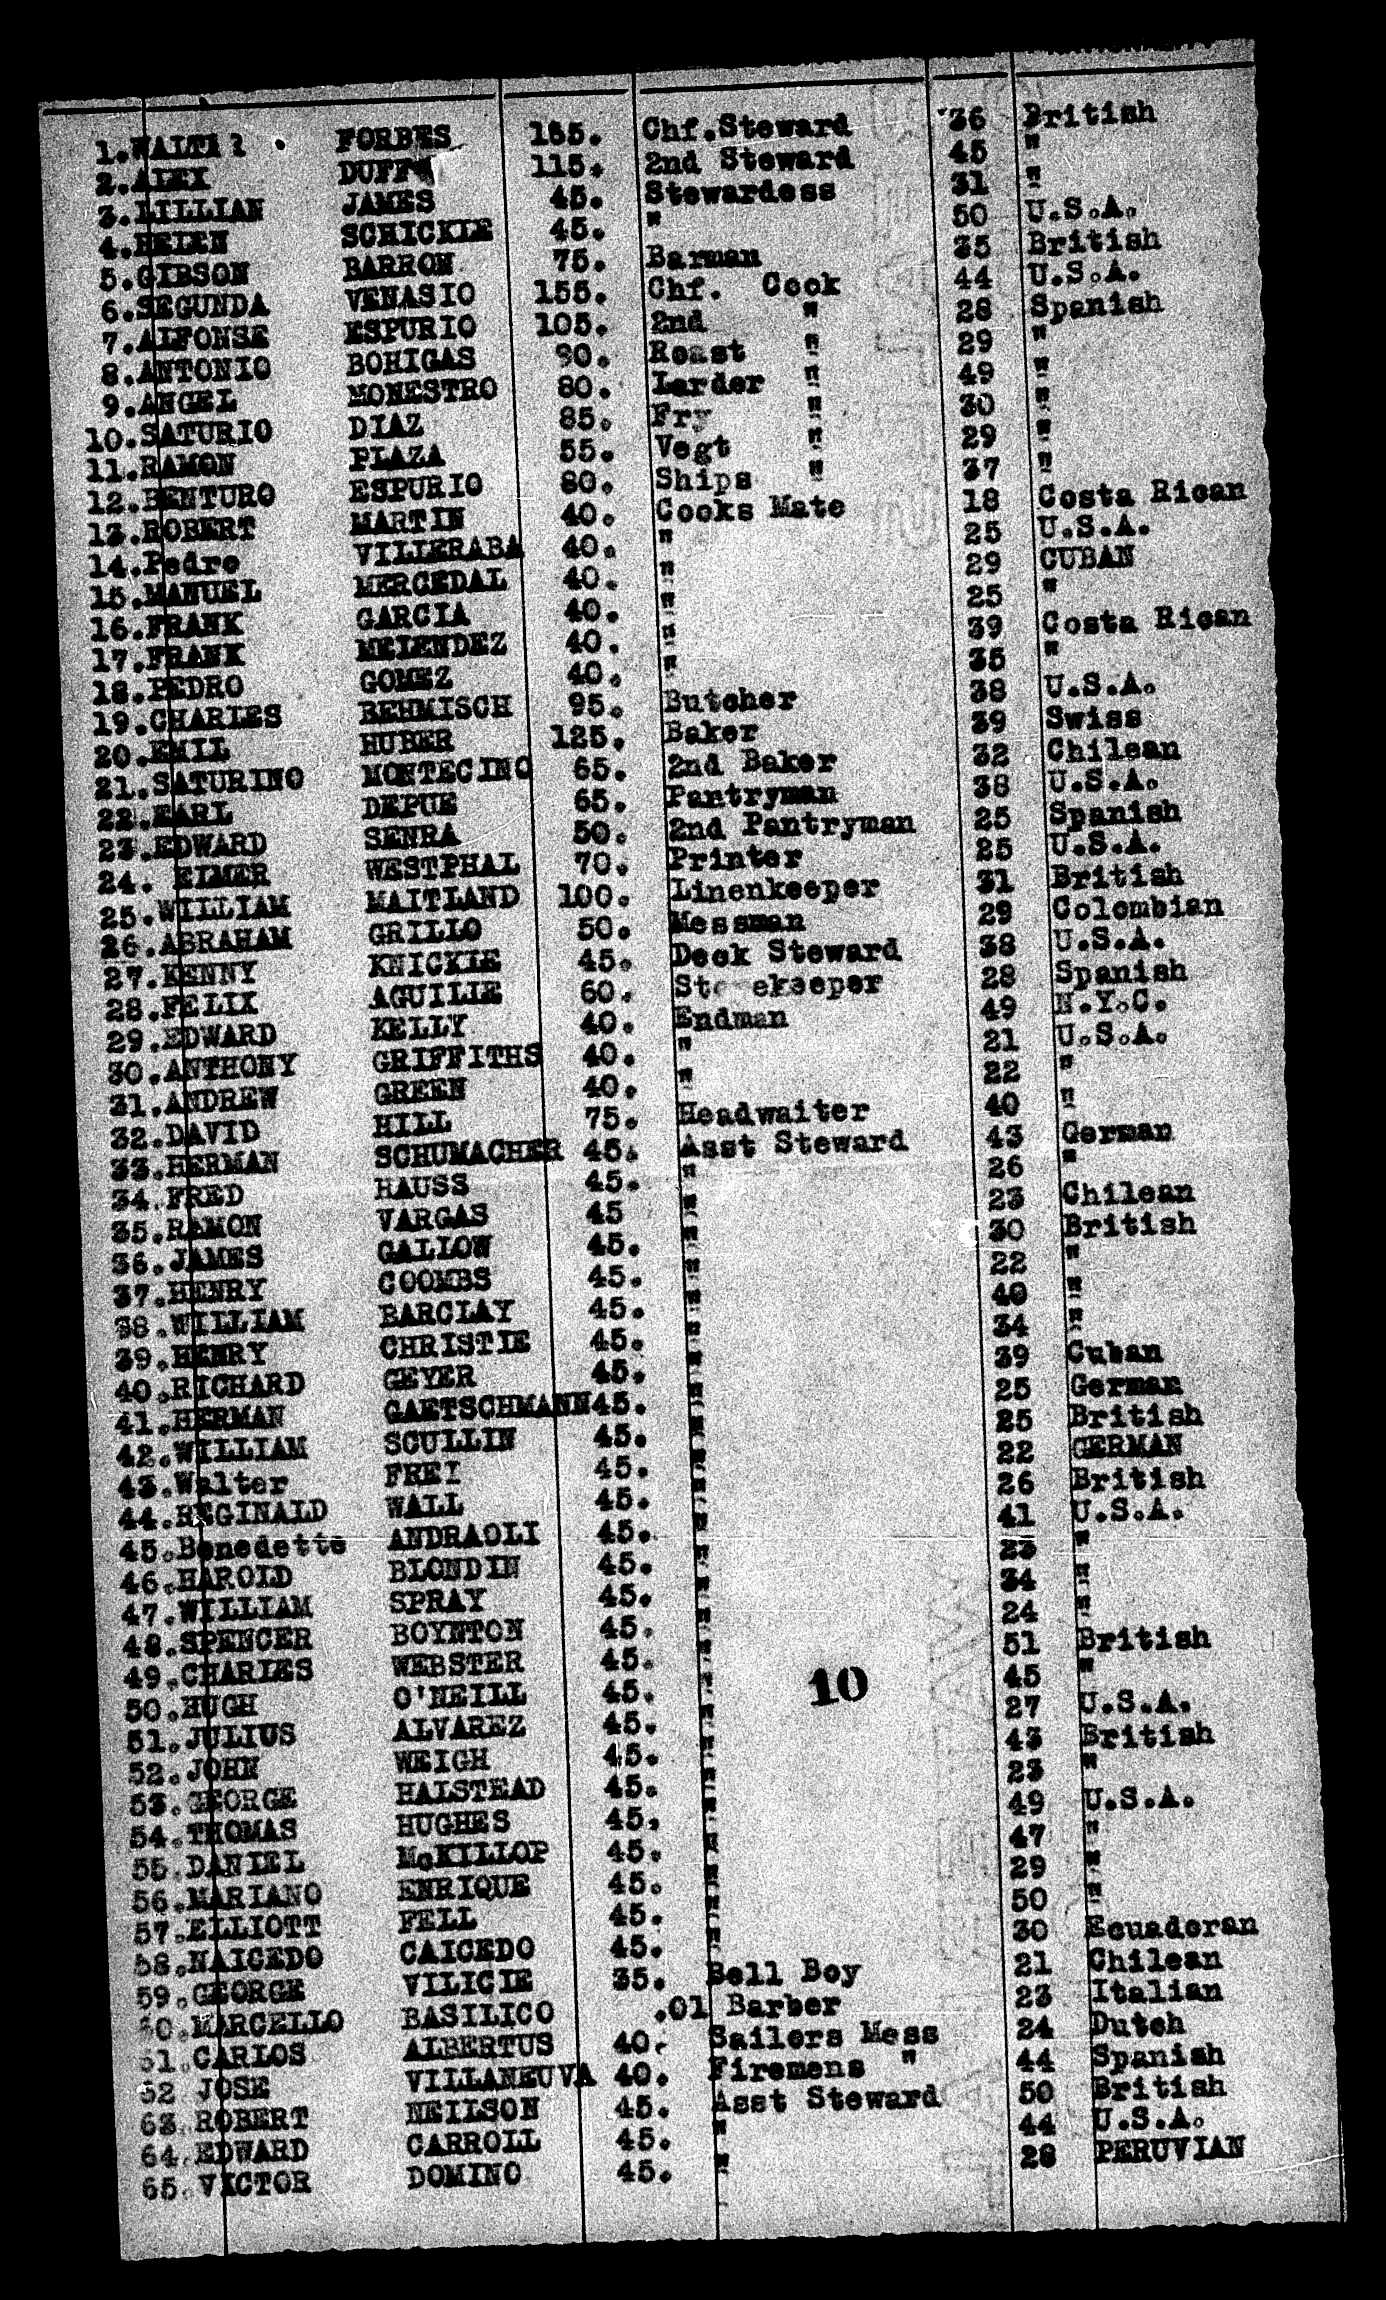 1.WALTER FORBES 155. Chf.Steward 36 British
2.ALEX DUFFY 115. 2nd Steward 45 "
3.LILLIAN JAMES 45. Stewardess 31 "
4.HELEN SCHICKLE 45. " 50 U.S.A.
5.GIBSON BARROW 75. Barman 35 British
6.SEGUNDA VENASIO 155. Chf. Cook 44 U.S.A.
7.ALFONSE ESPURIO 105. 2nd " 28 Spanish
8.ANTONIO BOHIGAS 90. Roast " 29 "
9.ANGEL MONESTRO 80. Larder " 49 "
10.SATURIO DIAZ 85. Fry " 30 "
11.RAMON PLAZA 55. Vegt " 29 "
12.BENTURO ESPURIO 80. Ships " 37 "
13.ROBERT MARTIN 40. Cooks Mate 18 Costa Rican
14.Pedro VILLERABA 40. " 25 U.S.A.
15.MANUEL MERCEDAL 40. " 29 CUBAN
16.FRANK GARCIA 40. " 25 "
17.FRANK MELENDEZ 40. " 39 Costa Rican
18.PEDRO GOMEZ 40. " 35 "
19.CHARLES BEHMISCH 95. Butcher 38 U.S.A.
20.EMIL HUBER 125. Baker 39 Swiss
21.SATURINO MONTECINO 65. 2nd Baker 32 Chilean
22.EARL DEPUE 65. Pantryman 38 U.S.A.
23.EDWARD SENRA 50. 2nd Pantryman 25 Spanish
24. ELMER WESTPHAL 70. Printer 25 U.S.A.
25.WILLIAM MAITLAND 100. Linenkeeper 31 British
26.ABRAHAM GRILLO 50. Messman 29 Colombian
27.KENNY KNICKLE 45. Deck Steward 38 U.S.A.
28.FELIX AGUILLE 60. Storekeeper 28 Spanish
29.EDWARD KELLY 40. Endman 49 N.Y.C.
30.ANTHONY GRIFFITHS 40. " 21 U.S.A.
31.ANDREW GREEN 40. " 22 "
32.DAVID HILL 75. Headwaiter 40 "
33.HERMAN SCHUMACHER 45. Asst Steward 43 German
34.FRED HAUSS 45. " 26 "
35.RAMON VARGAS 45 " 23 Chilean
36.JAMES GALLOW 45. " 30 British
37.HENRY COOMBS 45. " 22 "
38.WILLIAM BARCLAY 45. " 40 "
39.HENRY CHRISTIE 45. " 34 "
40.RICHARD GEYER 45. " 39 Cuban
41.HERMAN GAETSCHMANN 45. " 25 German
42.WILLIAM SCULLIN 45. " 25 British
43.Walter FREI 45. " 22 GERMAN
44.REGINALD WALL 45. " 26 British
45.Benedette ANDRAOLI 45. " 41 U.S.A.
46.HAROLD BLONDIN 45. " 23 "
47.WILLIAM SPRAY 45. " 34 "
48.SPENCER BOYNTON 45. " 24 "
49.CHARLES WEBSTER 45. " 51 British
50.HUGH O'NEILL 45. " 45 "
10
51.JULIUS ALVAREZ 45. " 27 U.S.A.
52.JOHN WEIGH 45. " 43 British
53.GEORGE HALSTEAD 45. " 23 "
54.THOMAS HUGHES 45. " 49 U.S.A.
55.DANIEL McKILLOP 45. " 47 "
56.MARIANO ENRIQUE 45. " 29 "
57.ELLIOTT FELL 45. " 50 "
58.NAICEDO CAICEDO 45. " 30 Ecuadoran
59.GEORGE VILICIE 35. Bell Boy 21 Chilean
60.MARCELLO BASILICO .01 Barber 23 Italian
61.CARLOS ALBERTUS 40. Sailors Mess 24 Dutch
62 JOSE VILLANEUVA 40. Firemens " 44 Spanish
63.ROBERT NEILSON 45. Asst Steward 50 British
64.EDWARD CARROLL 45. " 44 U.S.A.
65.VICTOR DOMINO 45. " 28 PERUVIAN